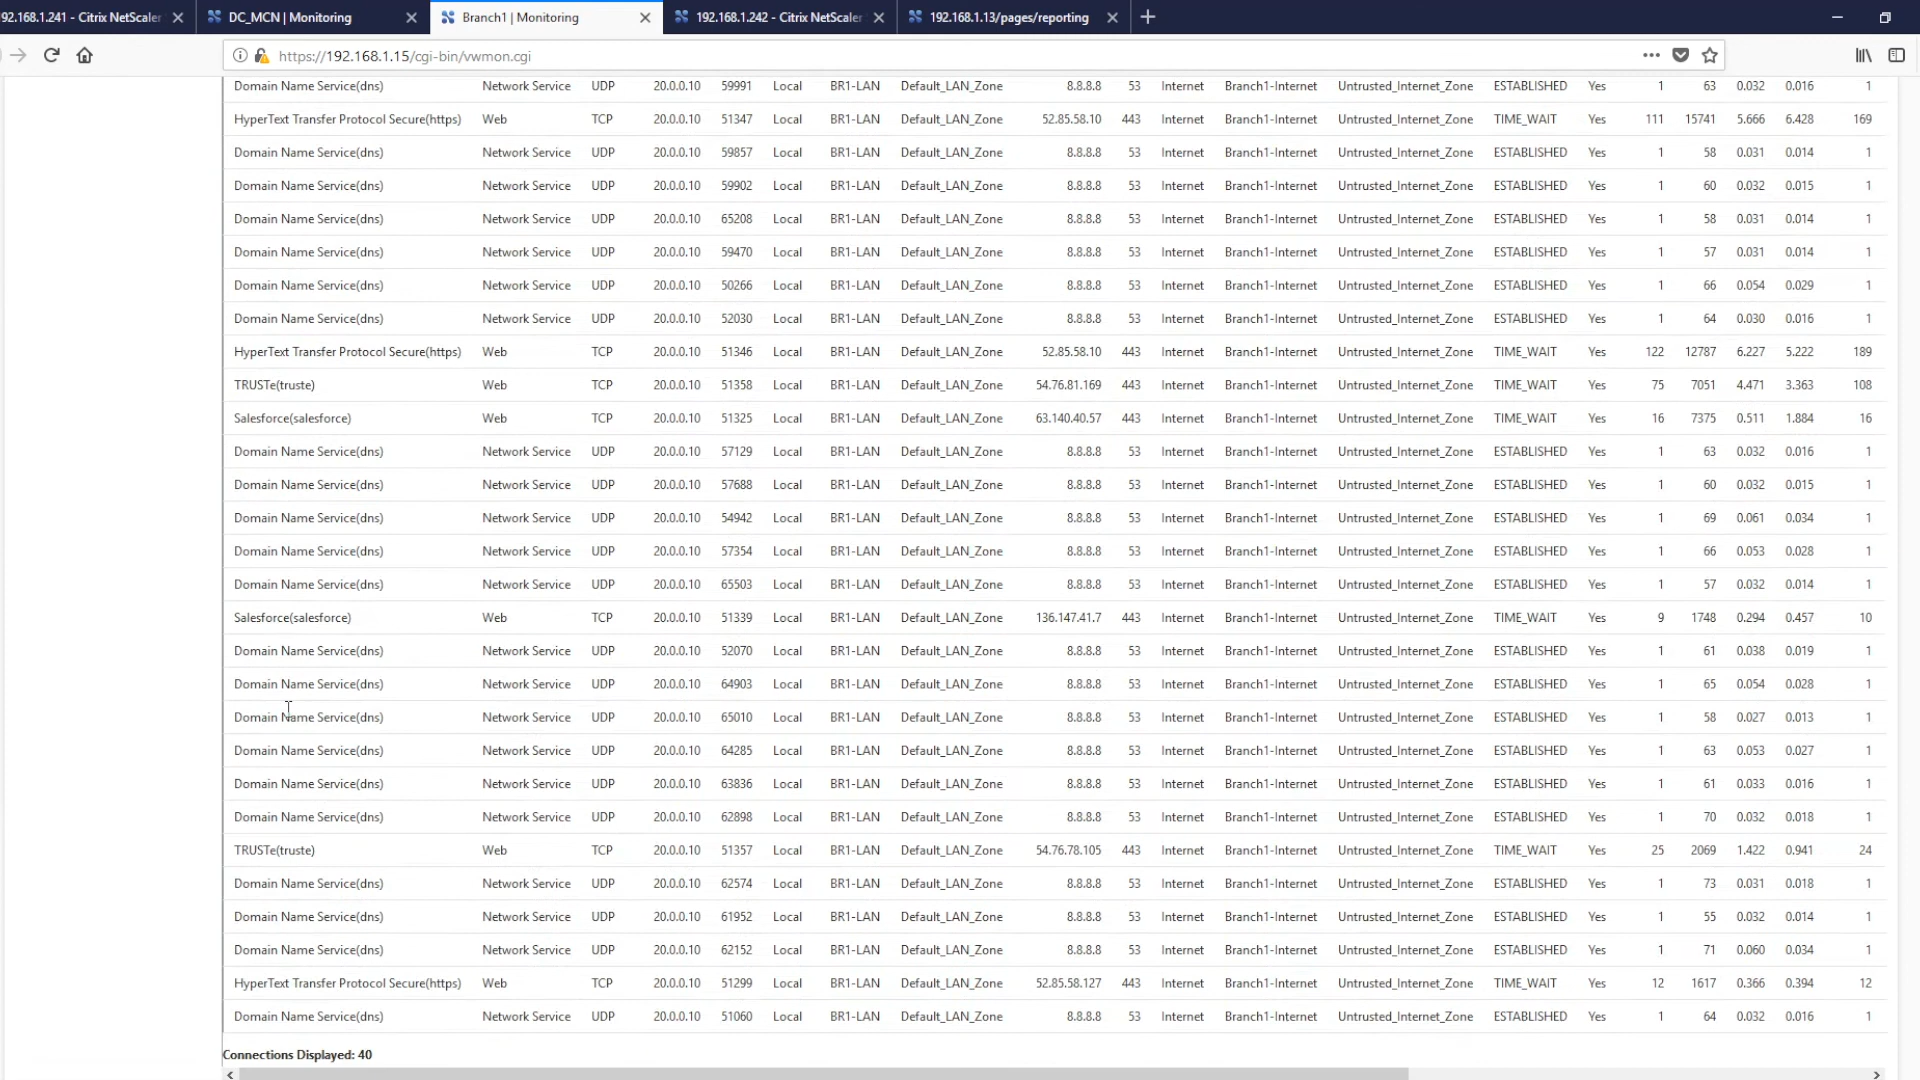 192.168.1.241 - Citrix NetScaler
DC_MCN | Monitoring
Branch1 | Monitoring
192.168.1.242 - Citrix NetScaler
192.168.1.13/pages/reporting
https://192.168.1.15/cgi-bin/vwmon.cgi
Domain Name Service(dns) Network Service UDP 20.0.0.10 59991 Local BR1-LAN Default_LAN_Zone 8.8.8.8 53 Internet Branch1-Internet Untrusted_Internet_Zone ESTABLISHED Yes 1 63 0.032 0.016 1
HyperText Transfer Protocol Secure(https) Web TCP 20.0.0.10 51347 Local BR1-LAN Default_LAN_Zone 52.85.58.10 443 Internet Branch1-Internet Untrusted_Internet_Zone TIME_WAIT Yes 111 15741 5.666 6.428 169
Domain Name Service(dns) Network Service UDP 20.0.0.10 59857 Local BR1-LAN Default_LAN_Zone 8.8.8.8 53 Internet Branch1-Internet Untrusted_Internet_Zone ESTABLISHED Yes 1 58 0.031 0.014 1
Domain Name Service(dns) Network Service UDP 20.0.0.10 59902 Local BR1-LAN Default_LAN_Zone 8.8.8.8 53 Internet Branch1-Internet Untrusted_Internet_Zone ESTABLISHED Yes 1 60 0.032 0.015 1
Domain Name Service(dns) Network Service UDP 20.0.0.10 65208 Local BR1-LAN Default_LAN_Zone 8.8.8.8 53 Internet Branch1-Internet Untrusted_Internet_Zone ESTABLISHED Yes 1 58 0.031 0.014 1
Domain Name Service(dns) Network Service UDP 20.0.0.10 59470 Local BR1-LAN Default_LAN_Zone 8.8.8.8 53 Internet Branch1-Internet Untrusted_Internet_Zone ESTABLISHED Yes 1 57 0.031 0.014 1
Domain Name Service(dns) Network Service UDP 20.0.0.10 50266 Local BR1-LAN Default_LAN_Zone 8.8.8.8 53 Internet Branch1-Internet Untrusted_Internet_Zone ESTABLISHED Yes 1 66 0.054 0.029 1
Domain Name Service(dns) Network Service UDP 20.0.0.10 52030 Local BR1-LAN Default_LAN_Zone 8.8.8.8 53 Internet Branch1-Internet Untrusted_Internet_Zone ESTABLISHED Yes 1 64 0.030 0.016 1
HyperText Transfer Protocol Secure(https) Web TCP 20.0.0.10 51346 Local BR1-LAN Default_LAN_Zone 52.85.58.10 443 Internet Branch1-Internet Untrusted_Internet_Zone TIME_WAIT Yes 122 12787 6.227 5.222 189
TRUSTe(truste) Web TCP 20.0.0.10 51358 Local BR1-LAN Default_LAN_Zone 54.76.81.169 443 Internet Branch1-Internet Untrusted_Internet_Zone TIME_WAIT Yes 75 7051 4.471 3.363 108
Salesforce(salesforce) Web TCP 20.0.0.10 51325 Local BR1-LAN Default_LAN_Zone 63.140.40.57 443 Internet Branch1-Internet Untrusted_Internet_Zone TIME_WAIT Yes 16 7375 0.511 1.884 16
Domain Name Service(dns) Network Service UDP 20.0.0.10 57129 Local BR1-LAN Default_LAN_Zone 8.8.8.8 53 Internet Branch1-Internet Untrusted_Internet_Zone ESTABLISHED Yes 1 63 0.032 0.016 1
Domain Name Service(dns) Network Service UDP 20.0.0.10 57688 Local BR1-LAN Default_LAN_Zone 8.8.8.8 53 Internet Branch1-Internet Untrusted_Internet_Zone ESTABLISHED Yes 1 60 0.032 0.015 1
Domain Name Service(dns) Network Service UDP 20.0.0.10 54942 Local BR1-LAN Default_LAN_Zone 8.8.8.8 53 Internet Branch1-Internet Untrusted_Internet_Zone ESTABLISHED Yes 1 69 0.061 0.034 1
Domain Name Service(dns) Network Service UDP 20.0.0.10 57354 Local BR1-LAN Default_LAN_Zone 8.8.8.8 53 Internet Branch1-Internet Untrusted_Internet_Zone ESTABLISHED Yes 1 66 0.053 0.028 1
Domain Name Service(dns) Network Service UDP 20.0.0.10 65503 Local BR1-LAN Default_LAN_Zone 8.8.8.8 53 Internet Branch1-Internet Untrusted_Internet_Zone ESTABLISHED Yes 1 57 0.032 0.014 1
Salesforce(salesforce) Web TCP 20.0.0.10 51339 Local BR1-LAN Default_LAN_Zone 136.147.41.7 443 Internet Branch1-Internet Untrusted_Internet_Zone TIME_WAIT Yes 9 1748 0.294 0.457 10
Domain Name Service(dns) Network Service UDP 20.0.0.10 52070 Local BR1-LAN Default_LAN_Zone 8.8.8.8 53 Internet Branch1-Internet Untrusted_Internet_Zone ESTABLISHED Yes 1 61 0.038 0.019 1
Domain Name Service(dns) Network Service UDP 20.0.0.10 64903 Local BR1-LAN Default_LAN_Zone 8.8.8.8 53 Internet Branch1-Internet Untrusted_Internet_Zone ESTABLISHED Yes 1 65 0.054 0.028 1
Domain Name Service(dns) Network Service UDP 20.0.0.10 65010 Local BR1-LAN Default_LAN_Zone 8.8.8.8 53 Internet Branch1-Internet Untrusted_Internet_Zone ESTABLISHED Yes 1 58 0.027 0.013 1
Domain Name Service(dns) Network Service UDP 20.0.0.10 64285 Local BR1-LAN Default_LAN_Zone 8.8.8.8 53 Internet Branch1-Internet Untrusted_Internet_Zone ESTABLISHED Yes 1 63 0.053 0.027 1
Domain Name Service(dns) Network Service UDP 20.0.0.10 63836 Local BR1-LAN Default_LAN_Zone 8.8.8.8 53 Internet Branch1-Internet Untrusted_Internet_Zone ESTABLISHED Yes 1 61 0.033 0.016 1
Domain Name Service(dns) Network Service UDP 20.0.0.10 62898 Local BR1-LAN Default_LAN_Zone 8.8.8.8 53 Internet Branch1-Internet Untrusted_Internet_Zone ESTABLISHED Yes 1 70 0.032 0.018 1
TRUSTe(truste) Web TCP 20.0.0.10 51357 Local BR1-LAN Default_LAN_Zone 54.76.78.105 443 Internet Branch1-Internet Untrusted_Internet_Zone TIME_WAIT Yes 25 2069 1.422 0.941 24
Domain Name Service(dns) Network Service UDP 20.0.0.10 62574 Local BR1-LAN Default_LAN_Zone 8.8.8.8 53 Internet Branch1-Internet Untrusted_Internet_Zone ESTABLISHED Yes 1 73 0.031 0.018 1
Domain Name Service(dns) Network Service UDP 20.0.0.10 61952 Local BR1-LAN Default_LAN_Zone 8.8.8.8 53 Internet Branch1-Internet Untrusted_Internet_Zone ESTABLISHED Yes 1 55 0.032 0.014 1
Domain Name Service(dns) Network Service UDP 20.0.0.10 62152 Local BR1-LAN Default_LAN_Zone 8.8.8.8 53 Internet Branch1-Internet Untrusted_Internet_Zone ESTABLISHED Yes 1 71 0.060 0.034 1
HyperText Transfer Protocol Secure(https) Web TCP 20.0.0.10 51299 Local BR1-LAN Default_LAN_Zone 52.85.58.127 443 Internet Branch1-Internet Untrusted_Internet_Zone TIME_WAIT Yes 12 1617 0.366 0.394 12
Domain Name Service(dns) Network Service UDP 20.0.0.10 51060 Local BR1-LAN Default_LAN_Zone 8.8.8.8 53 Internet Branch1-Internet Untrusted_Internet_Zone ESTABLISHED Yes 1 64 0.032 0.016 1
Connections Displayed: 40